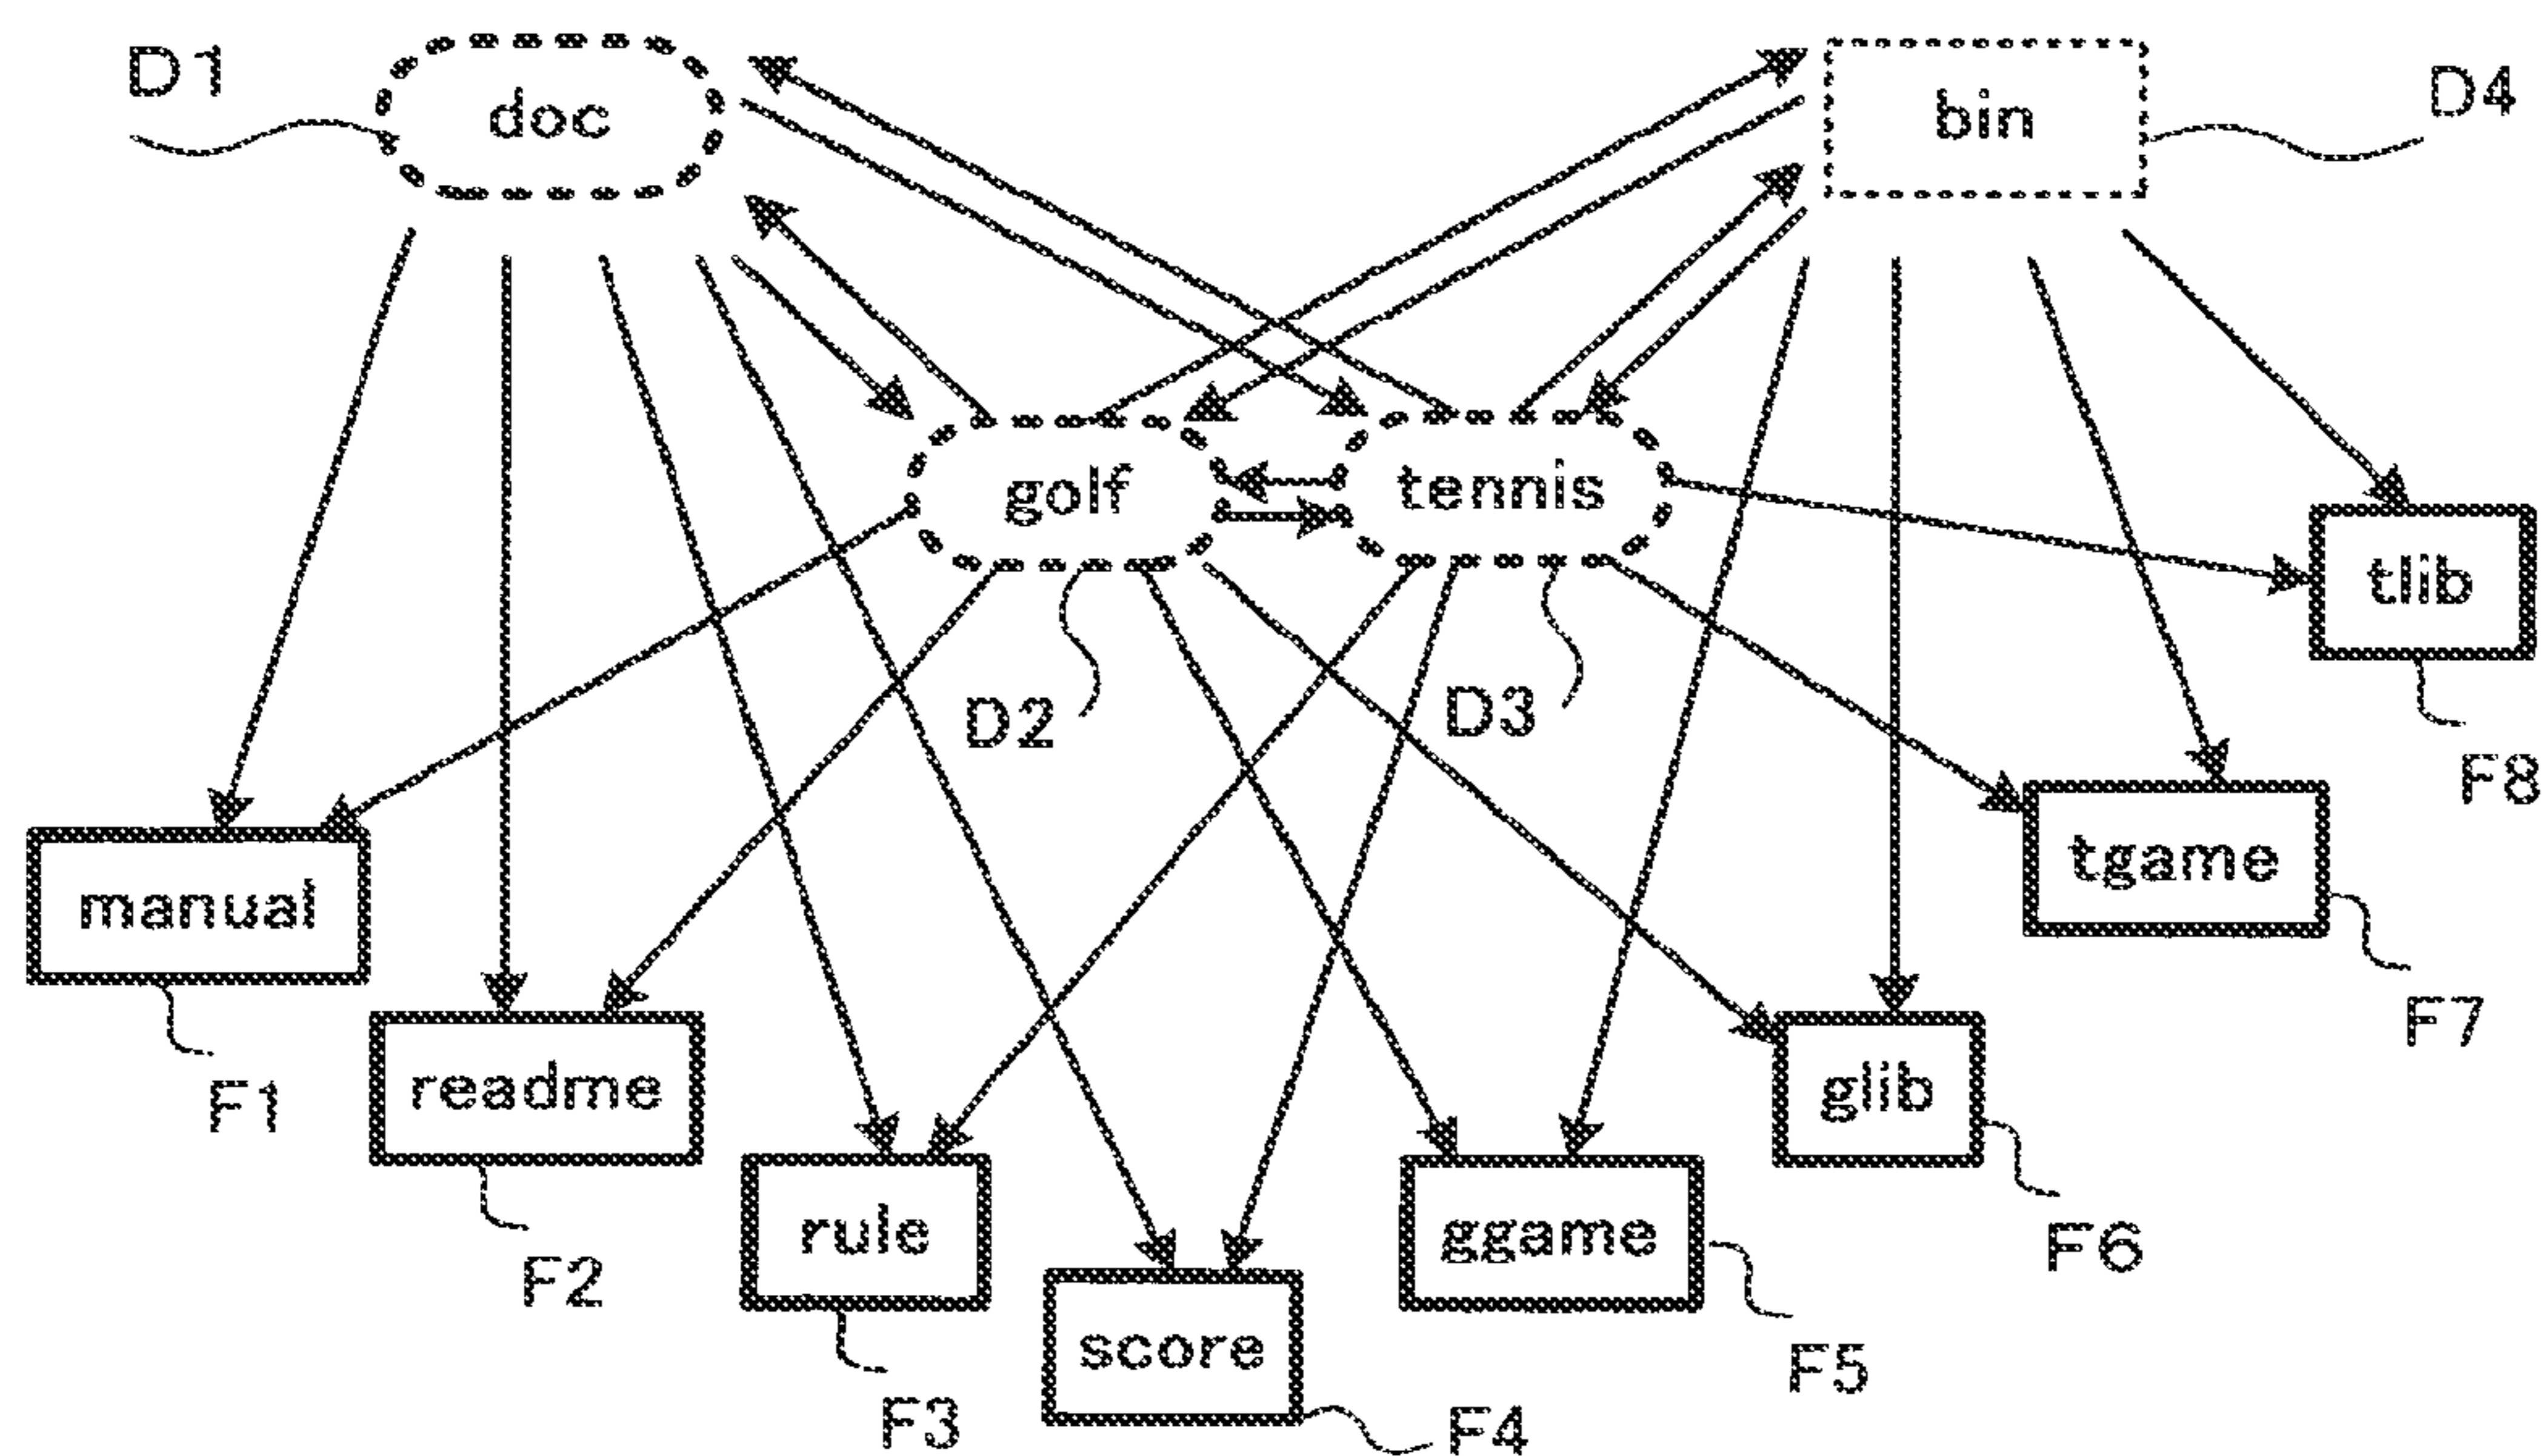 D1
doc
bin
D4
golf
tennis
tlib
D2
D3
F8
manual
tgame
F1
readme
glib
F7
F2
rule
ggame
F6
score
F3
F5
F4